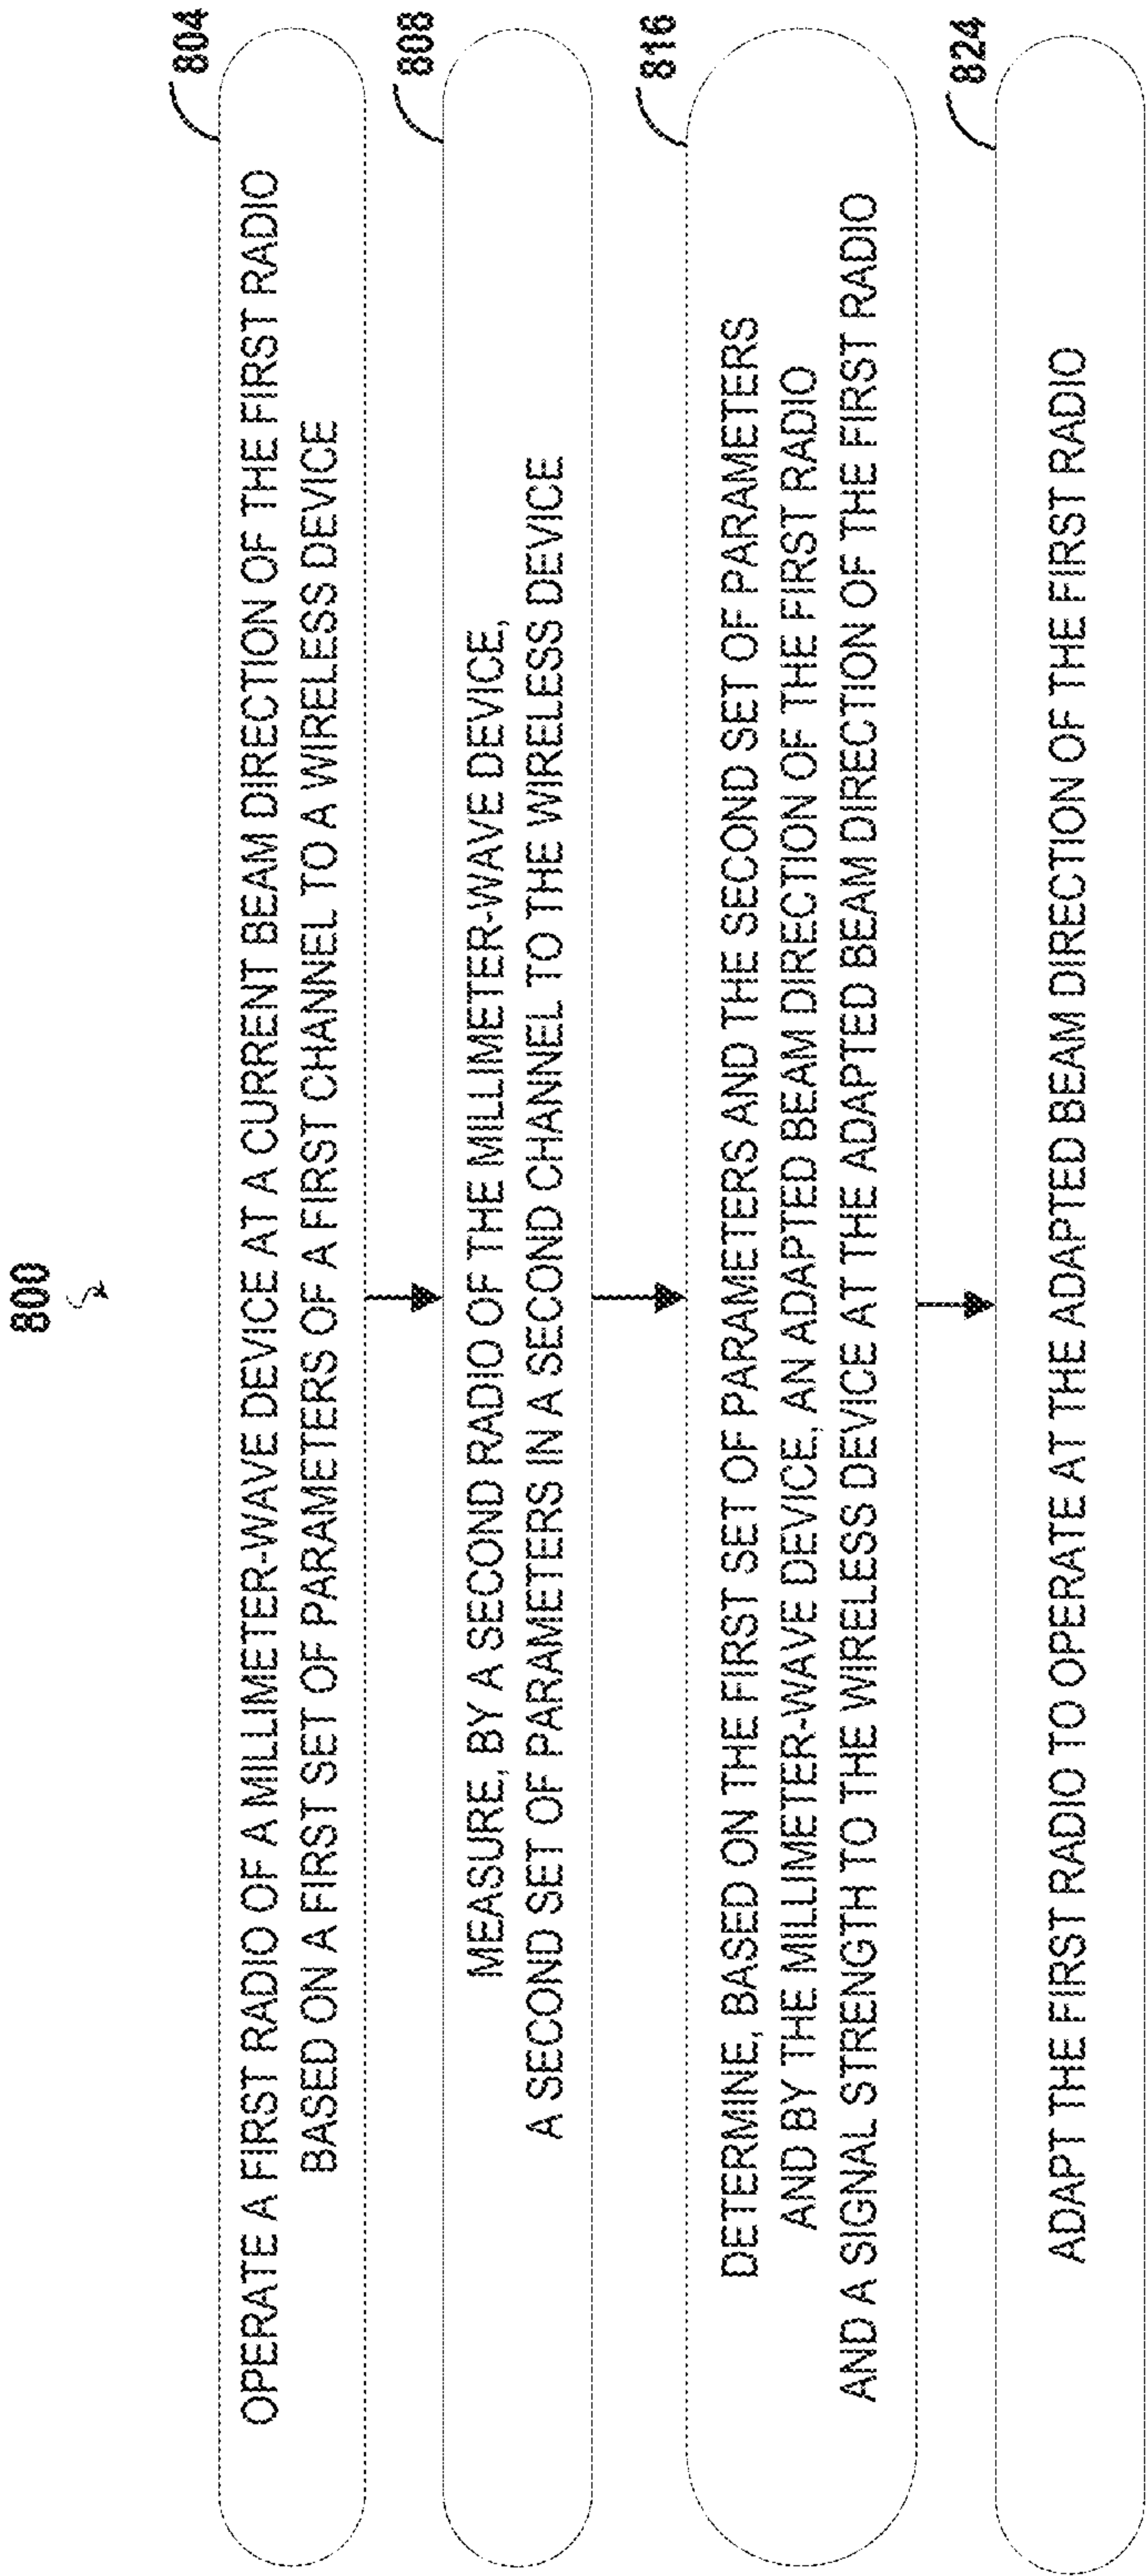 800
804
OPERATE A FIRST RADIO OF A MILLIMETER-WAVE DEVICE AT A CURRENT BEAM DIRECTION OF THE FIRST RADIO
BASED ON A FIRST SET OF PARAMETERS OF A FIRST CHANNEL TO A WIRELESS DEVICE
808
MEASURE, BY A SECOND RADIO OF THE MILLIMETER-WAVE DEVICE,
A SECOND SET OF PARAMETERS IN A SECOND CHANNEL TO THE WIRELESS DEVICE
816
DETERMINE, BASED ON THE FIRST SET OF PARAMETERS AND THE SECOND SET OF PARAMETERS
AND BY THE MILLIMETER-WAVE DEVICE, AN ADAPTED BEAM DIRECTION OF THE FIRST RADIO
AND A SIGNAL STRENGTH TO THE WIRELESS DEVICE AT THE ADAPTED BEAM DIRECTION OF THE FIRST RADIO
824
ADAPT THE FIRST RADIO TO OPERATE AT THE ADAPTED BEAM DIRECTION OF THE FIRST RADIO